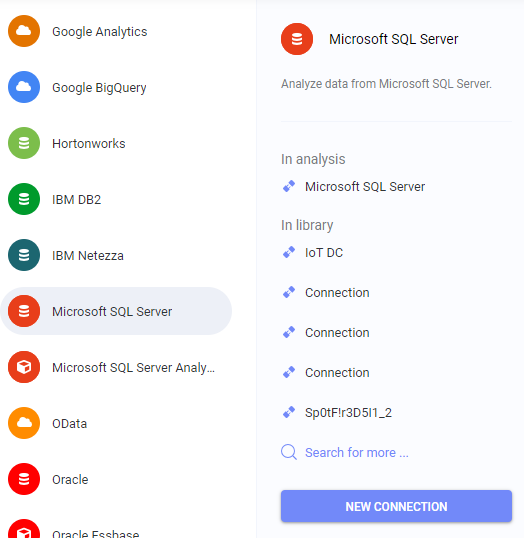 Google Analytics
Google BigQuery
Hortonworks
IBM DB2
IBM Netezza
Microsoft SQL Server
Microsoft SQL Server Analy...
OData
Oracle
Oracle Essbase
Microsoft SQL Server
Analyze data from Microsoft SQL Server.
In analysis
Microsoft SQL Server
In library
IoT DC
Connection
Connection
Connection
Sp0tF!r3D5I1_2
Search for more ...
NEW CONNECTION